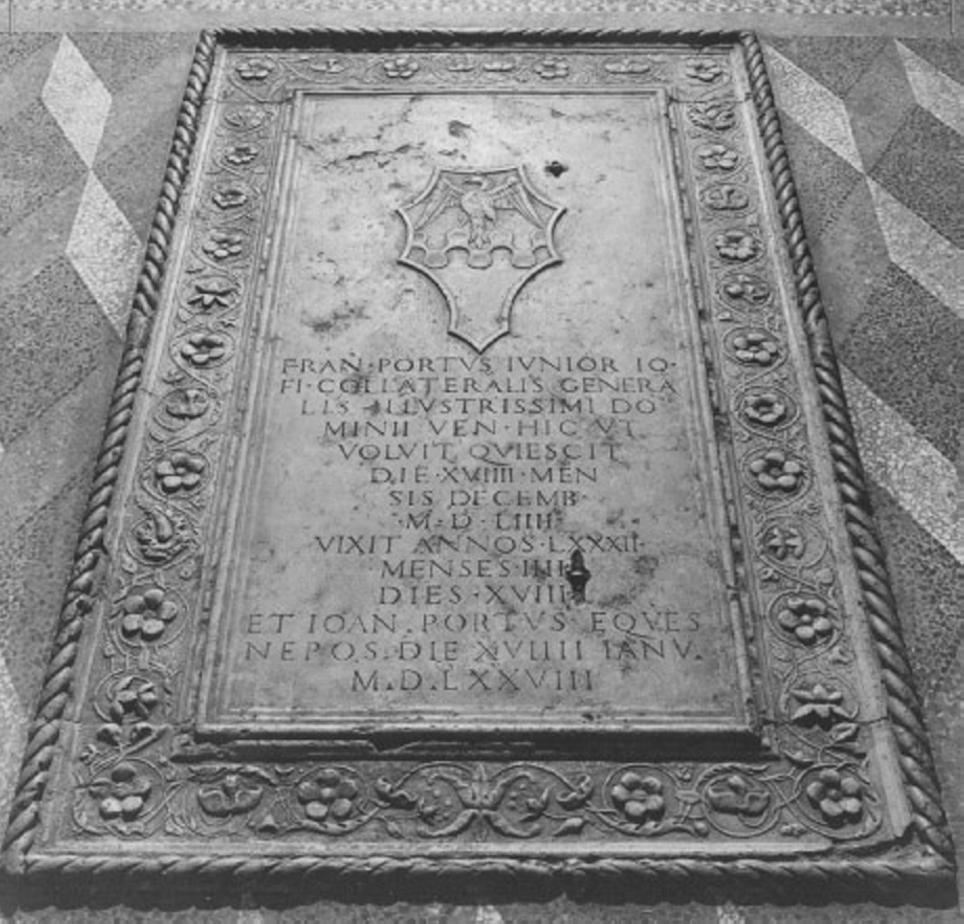 FRAN·PORTVS IVNIOR IO·
FI·COLLATERALIS GENERA
LIS·ILLVSTRISSIMI DO
MINII VEN·HIC VT
VOLVIT QVIESCIT
DIE·XVIIII·MEN
SIS DECEMB·
·M·D·LIIII·
VIXIT ANNOS·LXXXII·
MENSES·IIII
DIES·XVIIII
ET IOAN. PORTVS EQVES
NEPOS. DIE XVIIII IANV.
M.D.LXXVIII